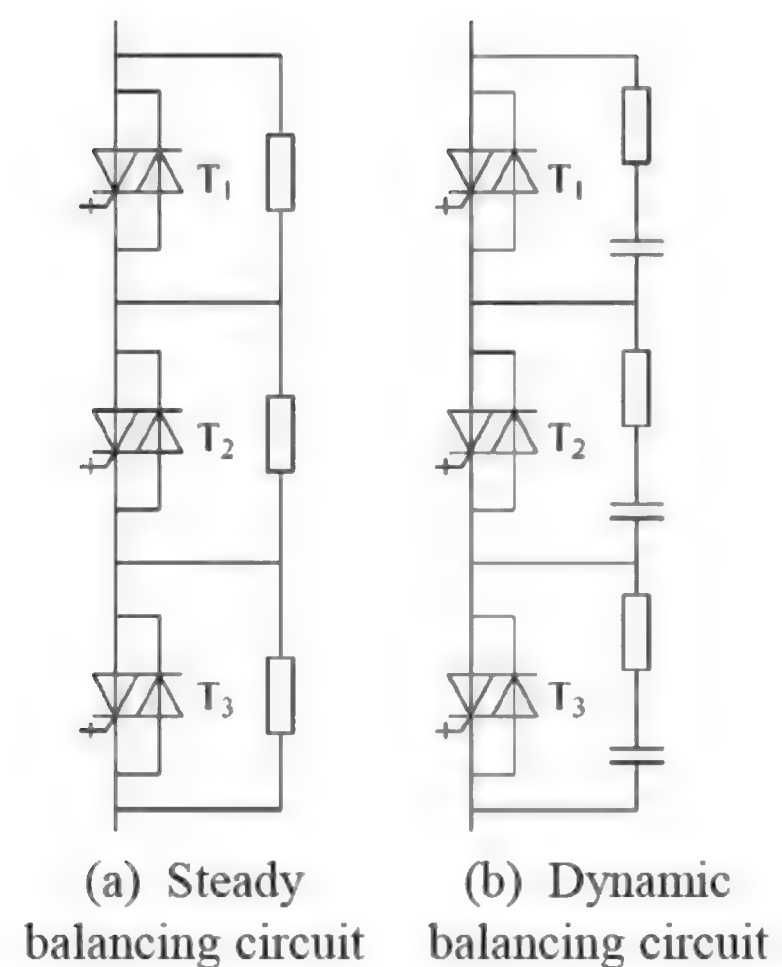 T₁
T₂
T₃
T₁
T₂
T₃
(a) Steady
balancing circuit
(b) Dynamic
balancing circuit